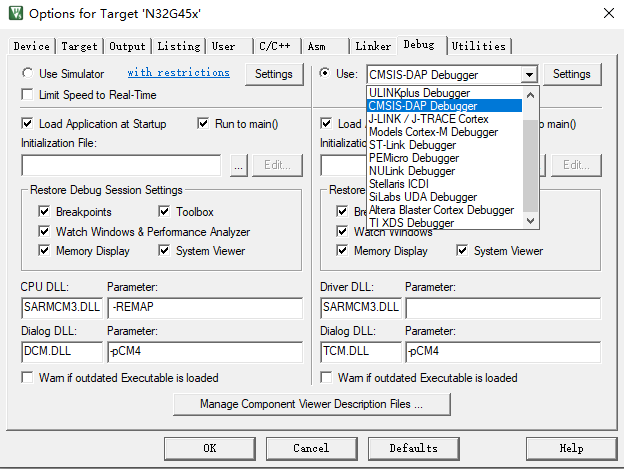 Options for Target 'N32G45x'
Device Target Output Listing User C/C++ Asm Linker Debug Utilities
Use Simulator with restrictions Settings
Limit Speed to Real-Time
Use: CMSIS-DAP Debugger Settings
ULINKplus Debugger
CMSIS-DAP Debugger
J-LINK / J-TRACE Cortex
Models Cortex-M Debugger
ST-Link Debugger
PEMicro Debugger
NULink Debugger
Stellaris ICDI
SiLabs UDA Debugger
Altera Blaster Cortex Debugger
TI XDS Debugger
Load Application at Startup Run to main()
Initialization File:
... Edit...
Restore Debug Session Settings
Breakpoints Toolbox
Watch Windows & Performance Analyzer
Memory Display System Viewer
CPU DLL: Parameter:
SARMCM3.DLL -REMAP
Dialog DLL: Parameter:
DCM.DLL -pCM4
Warn if outdated Executable is loaded
Load to main()
Initialization
Edit...
Restore
Watch Windows
Memory Display System Viewer
Driver DLL: Parameter:
SARMCM3.DLL
Dialog DLL: Parameter:
TCM.DLL -pCM4
Warn if outdated Executable is loaded
Manage Component Viewer Description Files ...
OK Cancel Defaults Help